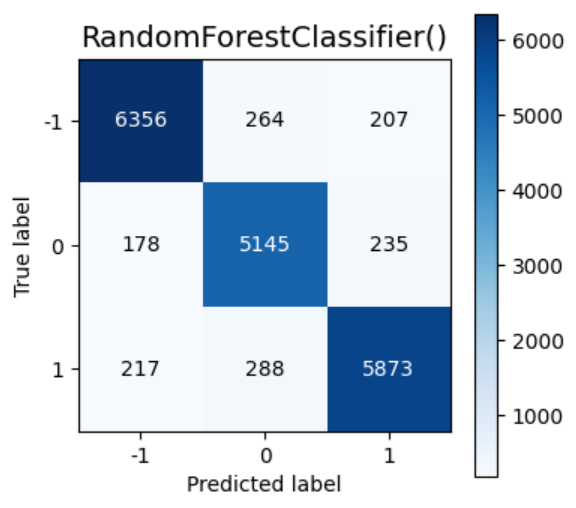 RandomForestClassifier()
True label
-1 6356 264 207
0 178 5145 235
1 217 288 5873
-1 0 1
Predicted label
6000
5000
4000
3000
2000
1000